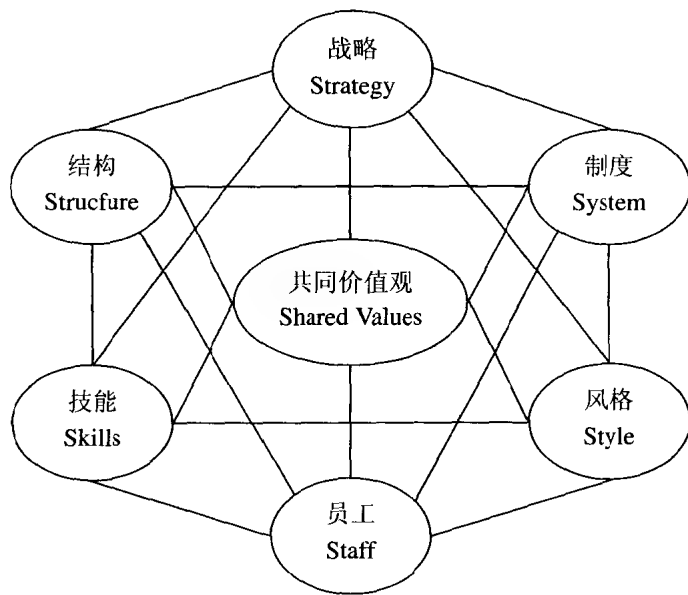 战略
Strategy
结构
Strucfure
制度
System
共同价值观
Shared Values
技能
Skills
风格
Style
员工
Staff